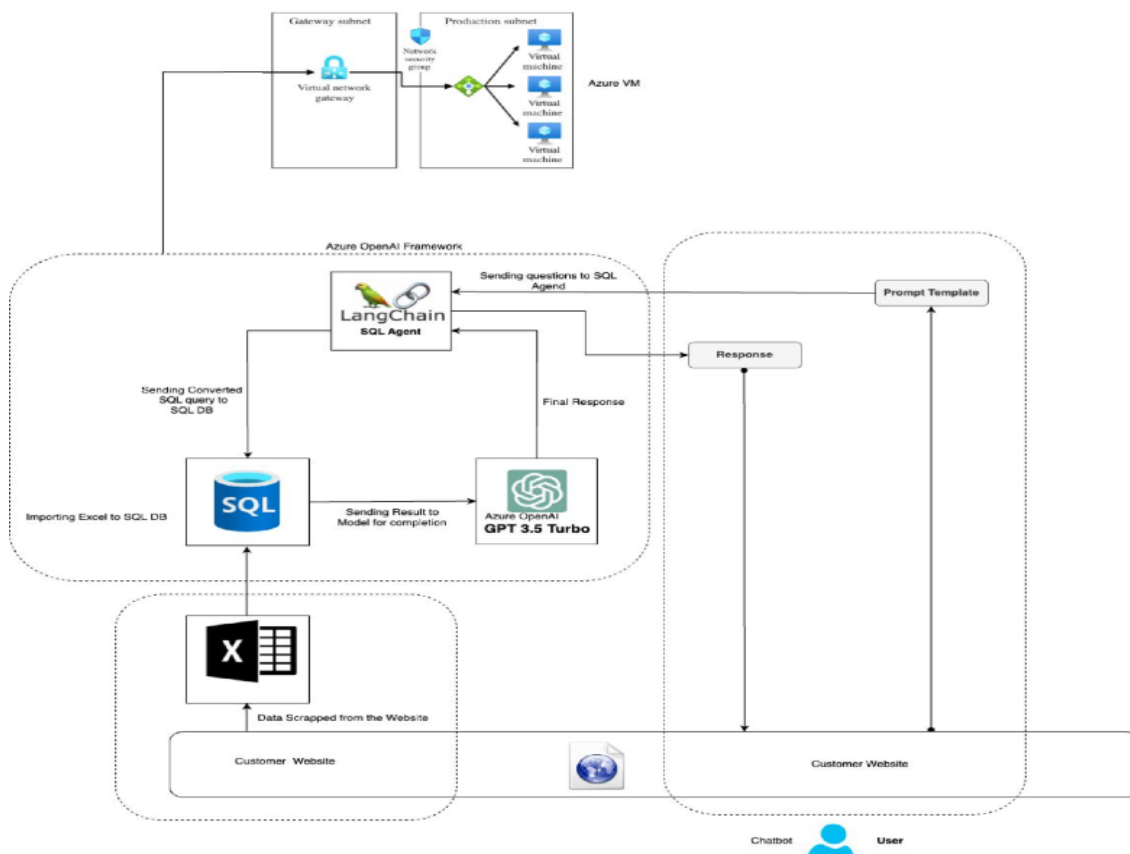 Gateway subnet
Production subnet
Network
security
group
Virtual network
gateway
Virtual
machine
Virtual
machine
Virtual
machine
Azure VM
Azure OpenAI Framework
LangChain
SQL Agent
Sending questions to SQL
Agend
Prompt Template
Response
Sending Converted
SQL query to
SQL DB
Final Response
SQL
Importing Excel to SQL DB
Sending Result to
Model for completion
Azure OpenAI
GPT 3.5 Turbo
X
Data Scrapped from the Website
Customer Website
Customer Website
Chatbot
User